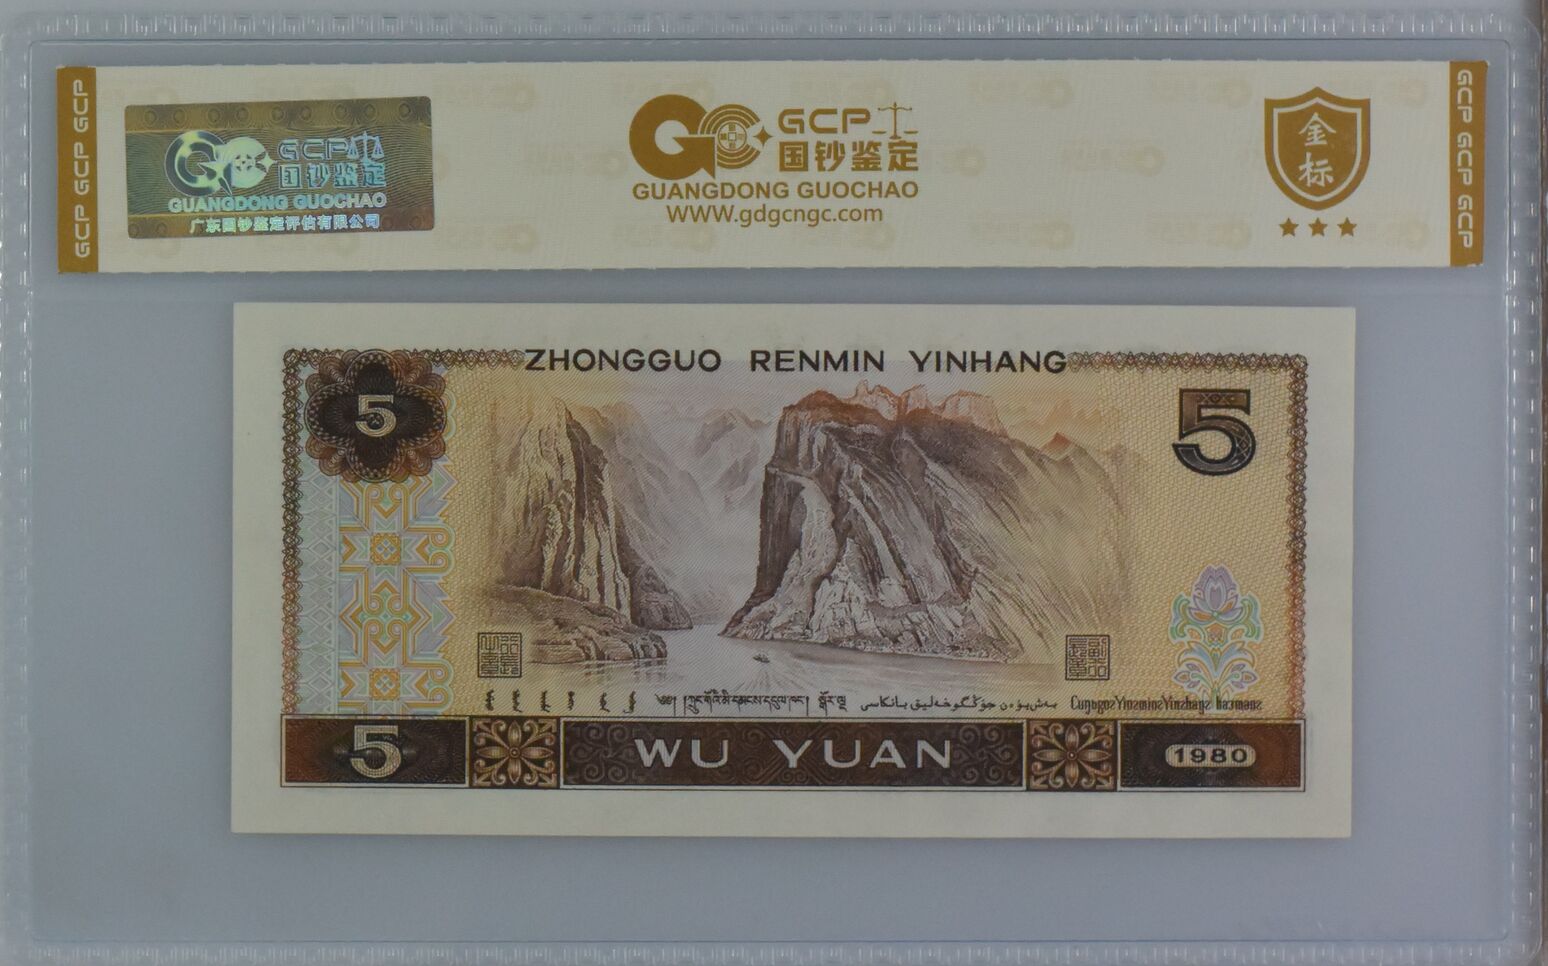 GCP GCP GCP
GCP
国钞鉴定
GUANGDONG GUOCHAO
广东国钞鉴定评估有限公司
GCP
国钞鉴定
GUANGDONG GUOCHAO
WWW.gdgcngc.com
金
标
GCP GCP GCP
ZHONGGUO RENMIN YINHANG
5
5
5
WU YUAN
1980